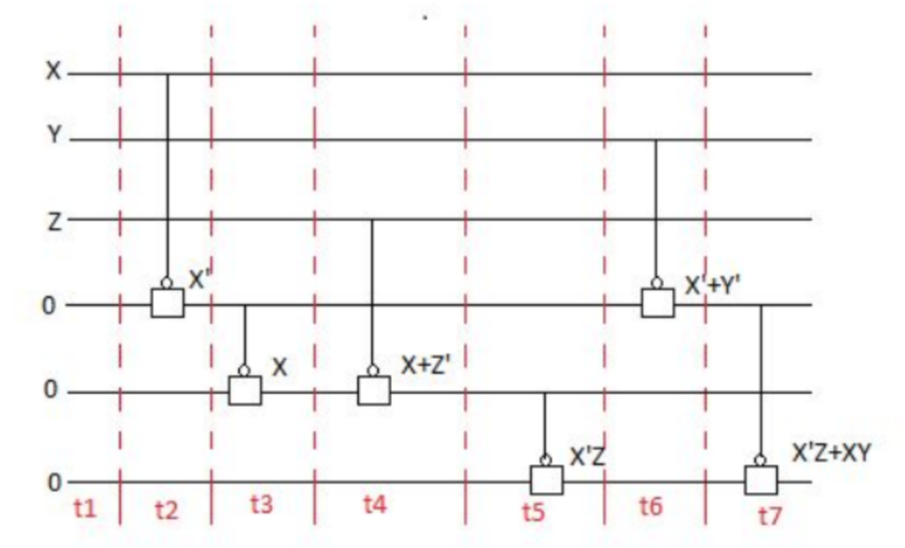 X
Y
Z
0 X' X'+Y'
0 X X+Z'
0 X'Z X'Z+XY
t1 t2 t3 t4 t5 t6 t7